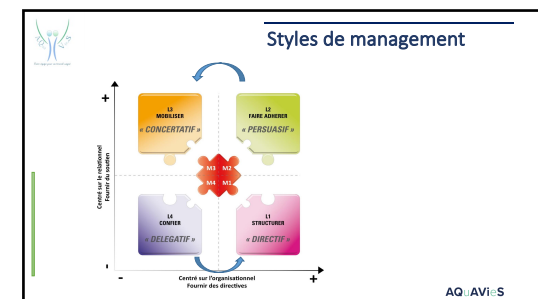 AQ V S
Styles de management
+
L3
MOBILISER
« CONCERTATIF »
L2
FAIRE ADHERER
« PERSUASIF »
M3 M2
M4 M1
Centré sur le relationnel
Fournir du soutien
L4
CONFIER
« DELEGATIF »
L1
STRUCTURER
« DIRECTIF »
-
-
Centré sur l'organisationnel
Fournir des directives
+
AQuAVieS